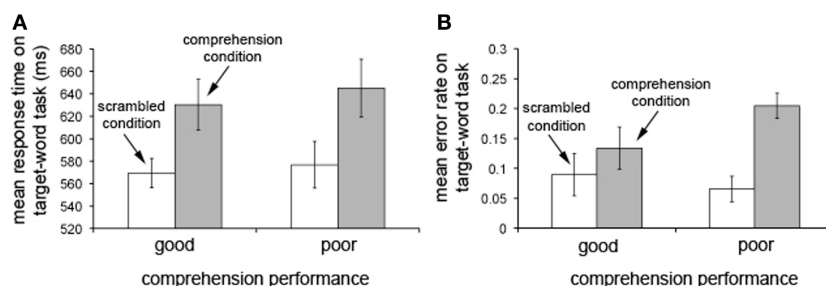 A
mean response time on
target-word task (ms)
680
660
640
620
600
580
560
540
520
scrambled
condition
comprehension
condition
good
poor
comprehension performance
B
mean error rate on
target-word task
0.3
0.25
0.2
0.15
0.1
0.05
0
scrambled
condition
comprehension
condition
good
poor
comprehension performance